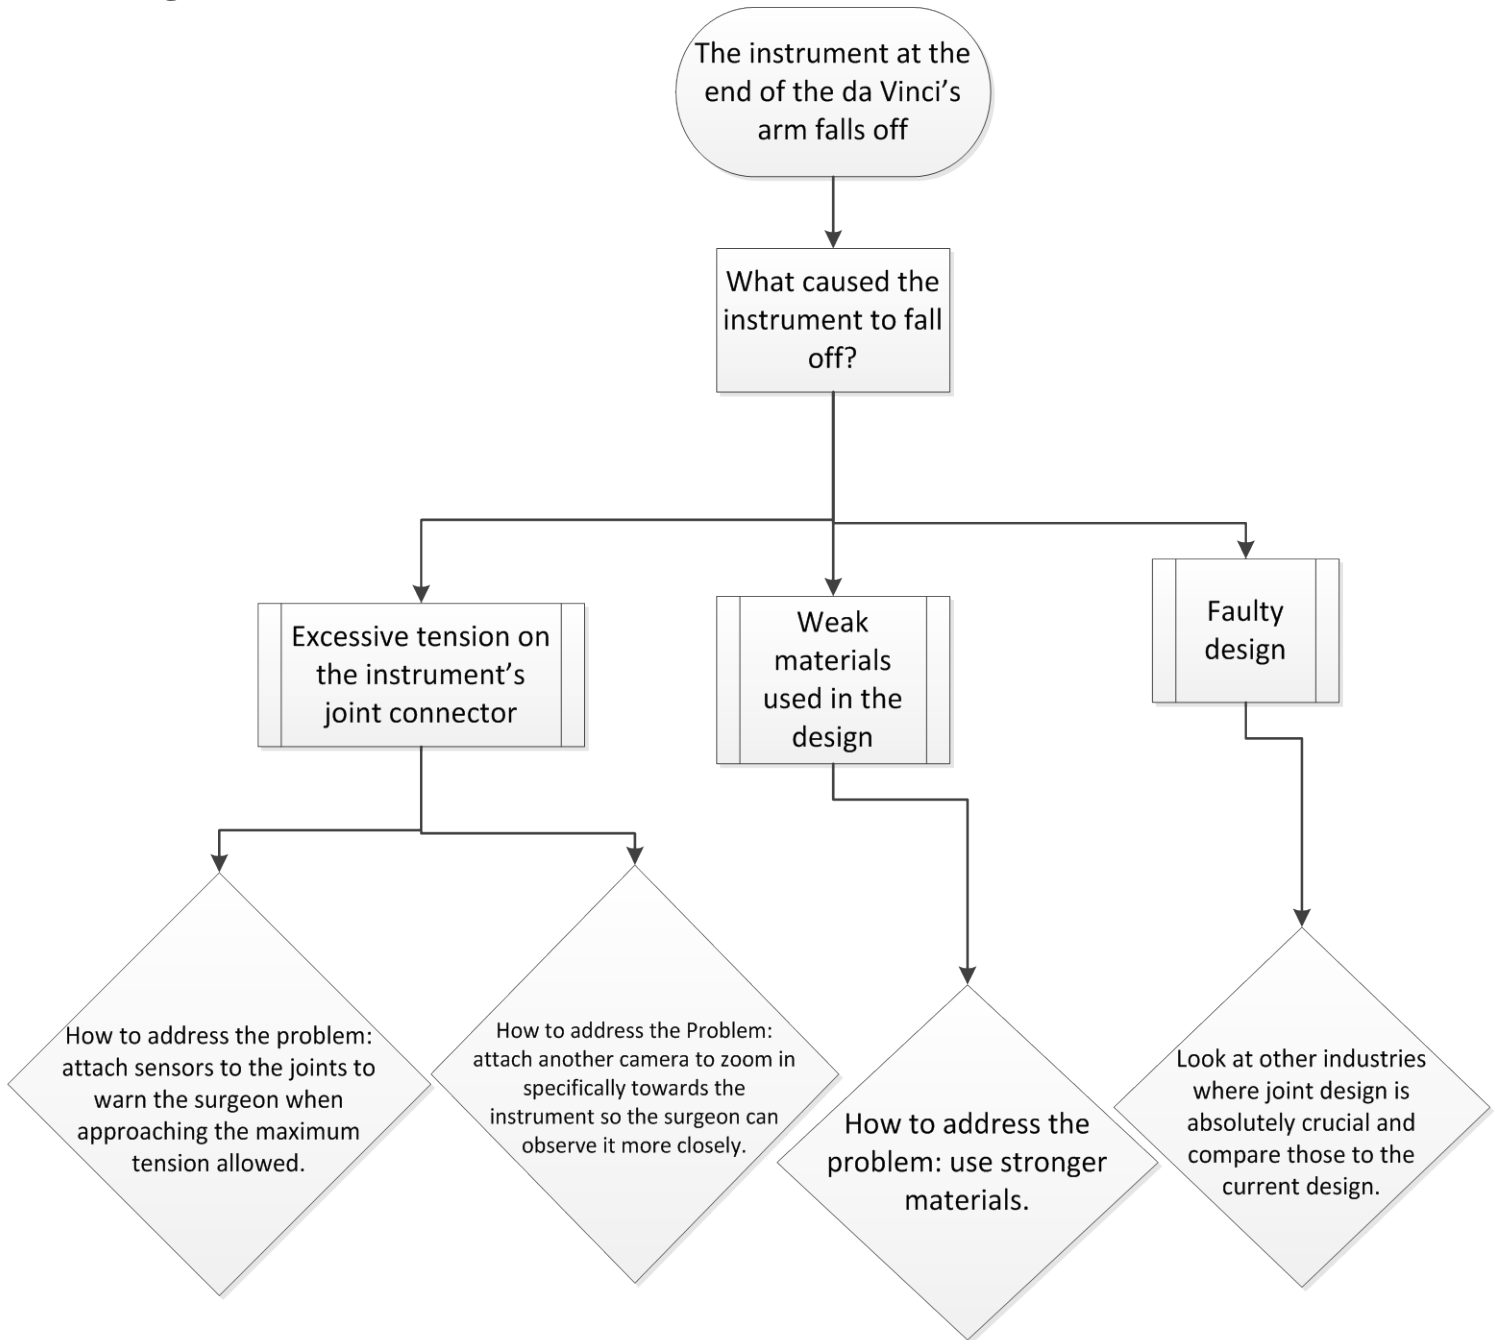 The instrument at the
end of the da Vinci's
arm falls off
What caused the
instrument to fall
off?
Excessive tension on
the instrument's
joint connector
Weak
materials
used in the
design
Faulty
design
How to address the problem:
attach sensors to the joints to
warn the surgeon when
approaching the maximum
tension allowed.
How to address the Problem:
attach another camera to zoom in
specifically towards the
instrument so the surgeon can
observe it more closely.
How to address the
problem: use stronger
materials.
Look at other industries
where joint design is
absolutely crucial and
compare those to the
current design.